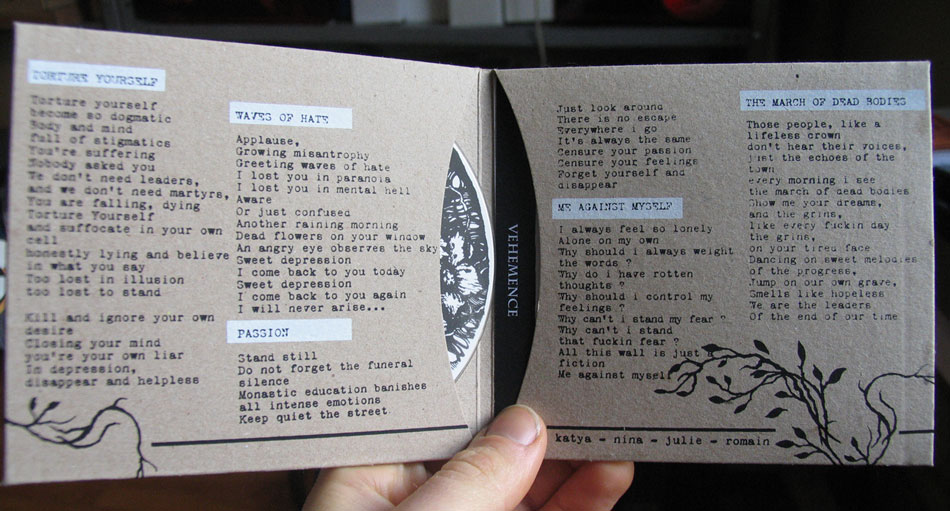 TORTURE YOURSELF
Torture yourself
become so dogmatic
Body and mind
Full of stigmatics
You're suffering
Nobody asked you
We don't need leaders,
and we don't need martyrs,
You are falling, dying
Torture Yourself
and suffocate in your own
cell
honestly lying and believe
in what you say
Too lost in illusion
too lost to stand
Kill and ignore your own
desire
Closing your mind
you're your own liar
In depression,
disappear and helpless
WAVES OF HATE
Applause,
Growing misantrophy
Greeting waves of hate
I lost you in paranoia
I lost you in mental hell
Aware
Or just confused
Another raining morning
Dead flowers on your window
An angry eye observes the sky
Sweet depression
I come back to you today
Sweet depression
I come back to you again
I will never arise...
PASSION
Stand still
Do not forget the funeral
silence
Monastic education banishes
all intense emotions
Keep quiet the street
VEHEMENCE
Just look around
There is no escape
Everywhere i go
It's always the same
Censure your passion
Censure your feelings
Forget yourself and
disappear
ME AGAINST MYSELF
I always feel so lonely
Alone on my own
Why should i always weight
the words ?
Why do i have rotten
thoughts ?
Why should i control my
feelings ?
Why can't i stand my fear ?
Why can't i stand
that fuckin fear ?
All this wall is just a
fiction
Me against myself
THE MARCH OF DEAD BODIES
Those people, like a
lifeless crown
don't hear their voices,
just the echoes of the
town
every morning i see
the march of dead bodies
Show me your dreams,
and the grins,
like every fuckin day
the grins,
on your tired face
Dancing on sweet melodies
of the progress,
Jump on our own grave,
Smells like hopeless
We are the leaders
Of the end of our time
katya - nina - julie - romain